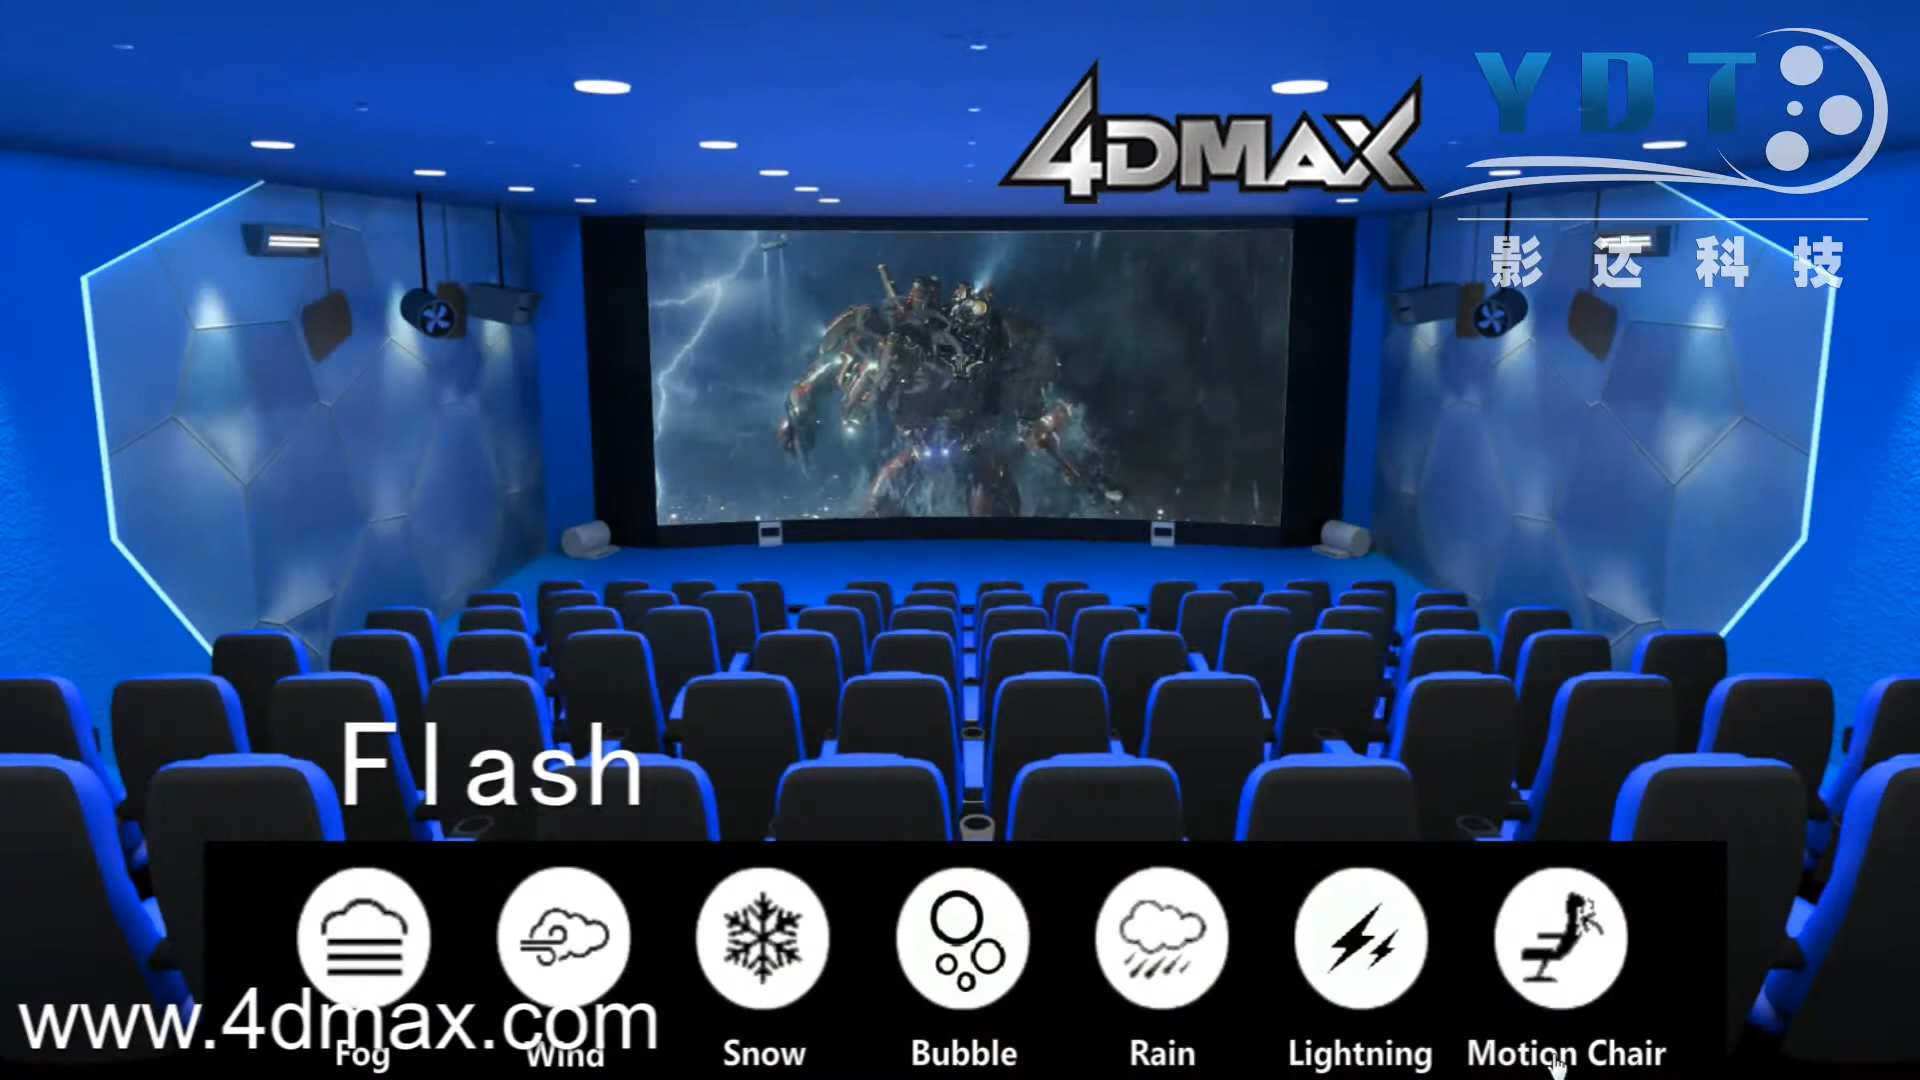 4DMAX
YDT
影达科技
Flash
www.4dmax.com
Fog Wind Snow Bubble Rain Lightning Motion Chair